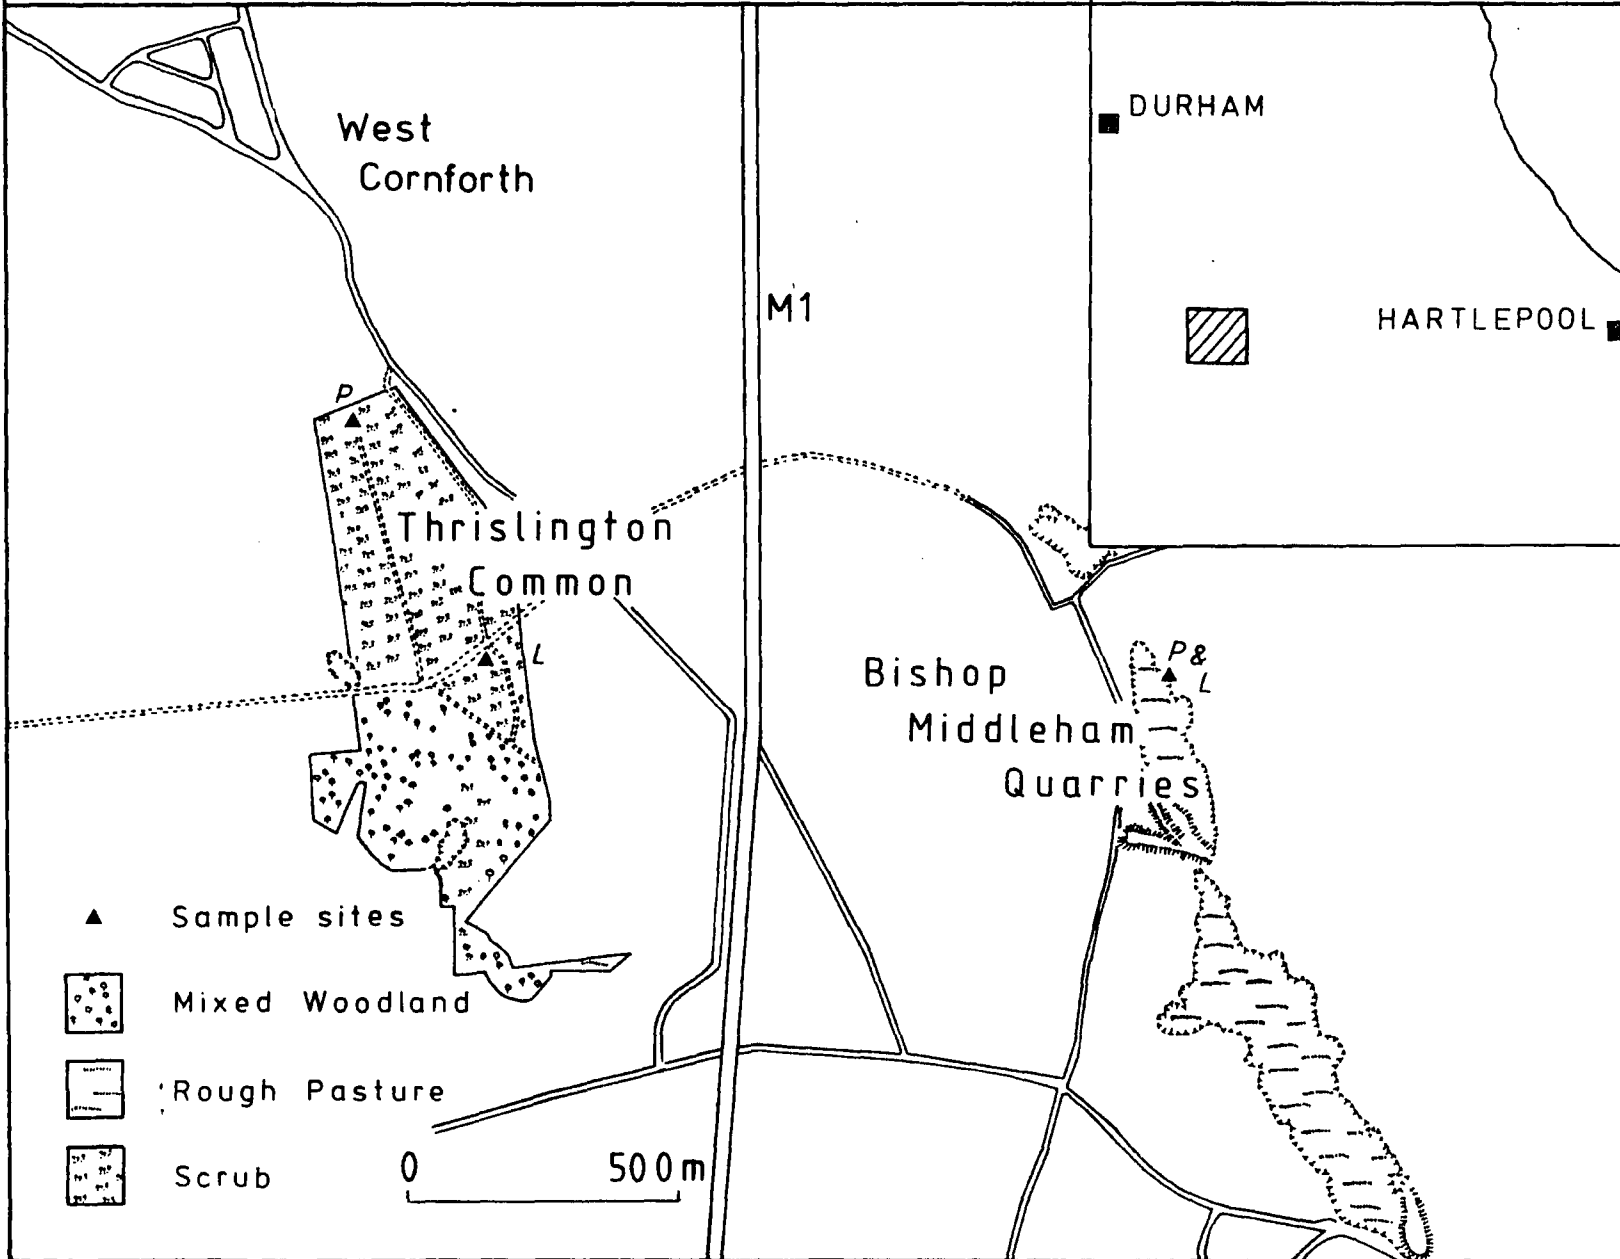 West
Cornforth
M1
DURHAM
HARTLEPOOL
P
Thrislington
Common
L
Bishop
Middleham
Quarries
P &
L
Sample sites
Mixed Woodland
Rough Pasture
Scrub
0 500m